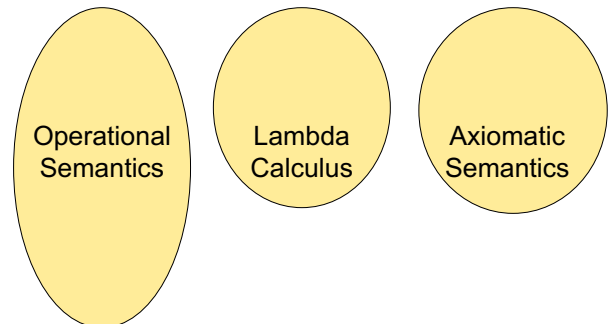 Operational
Semantics
Lambda
Calculus
Axiomatic
Semantics